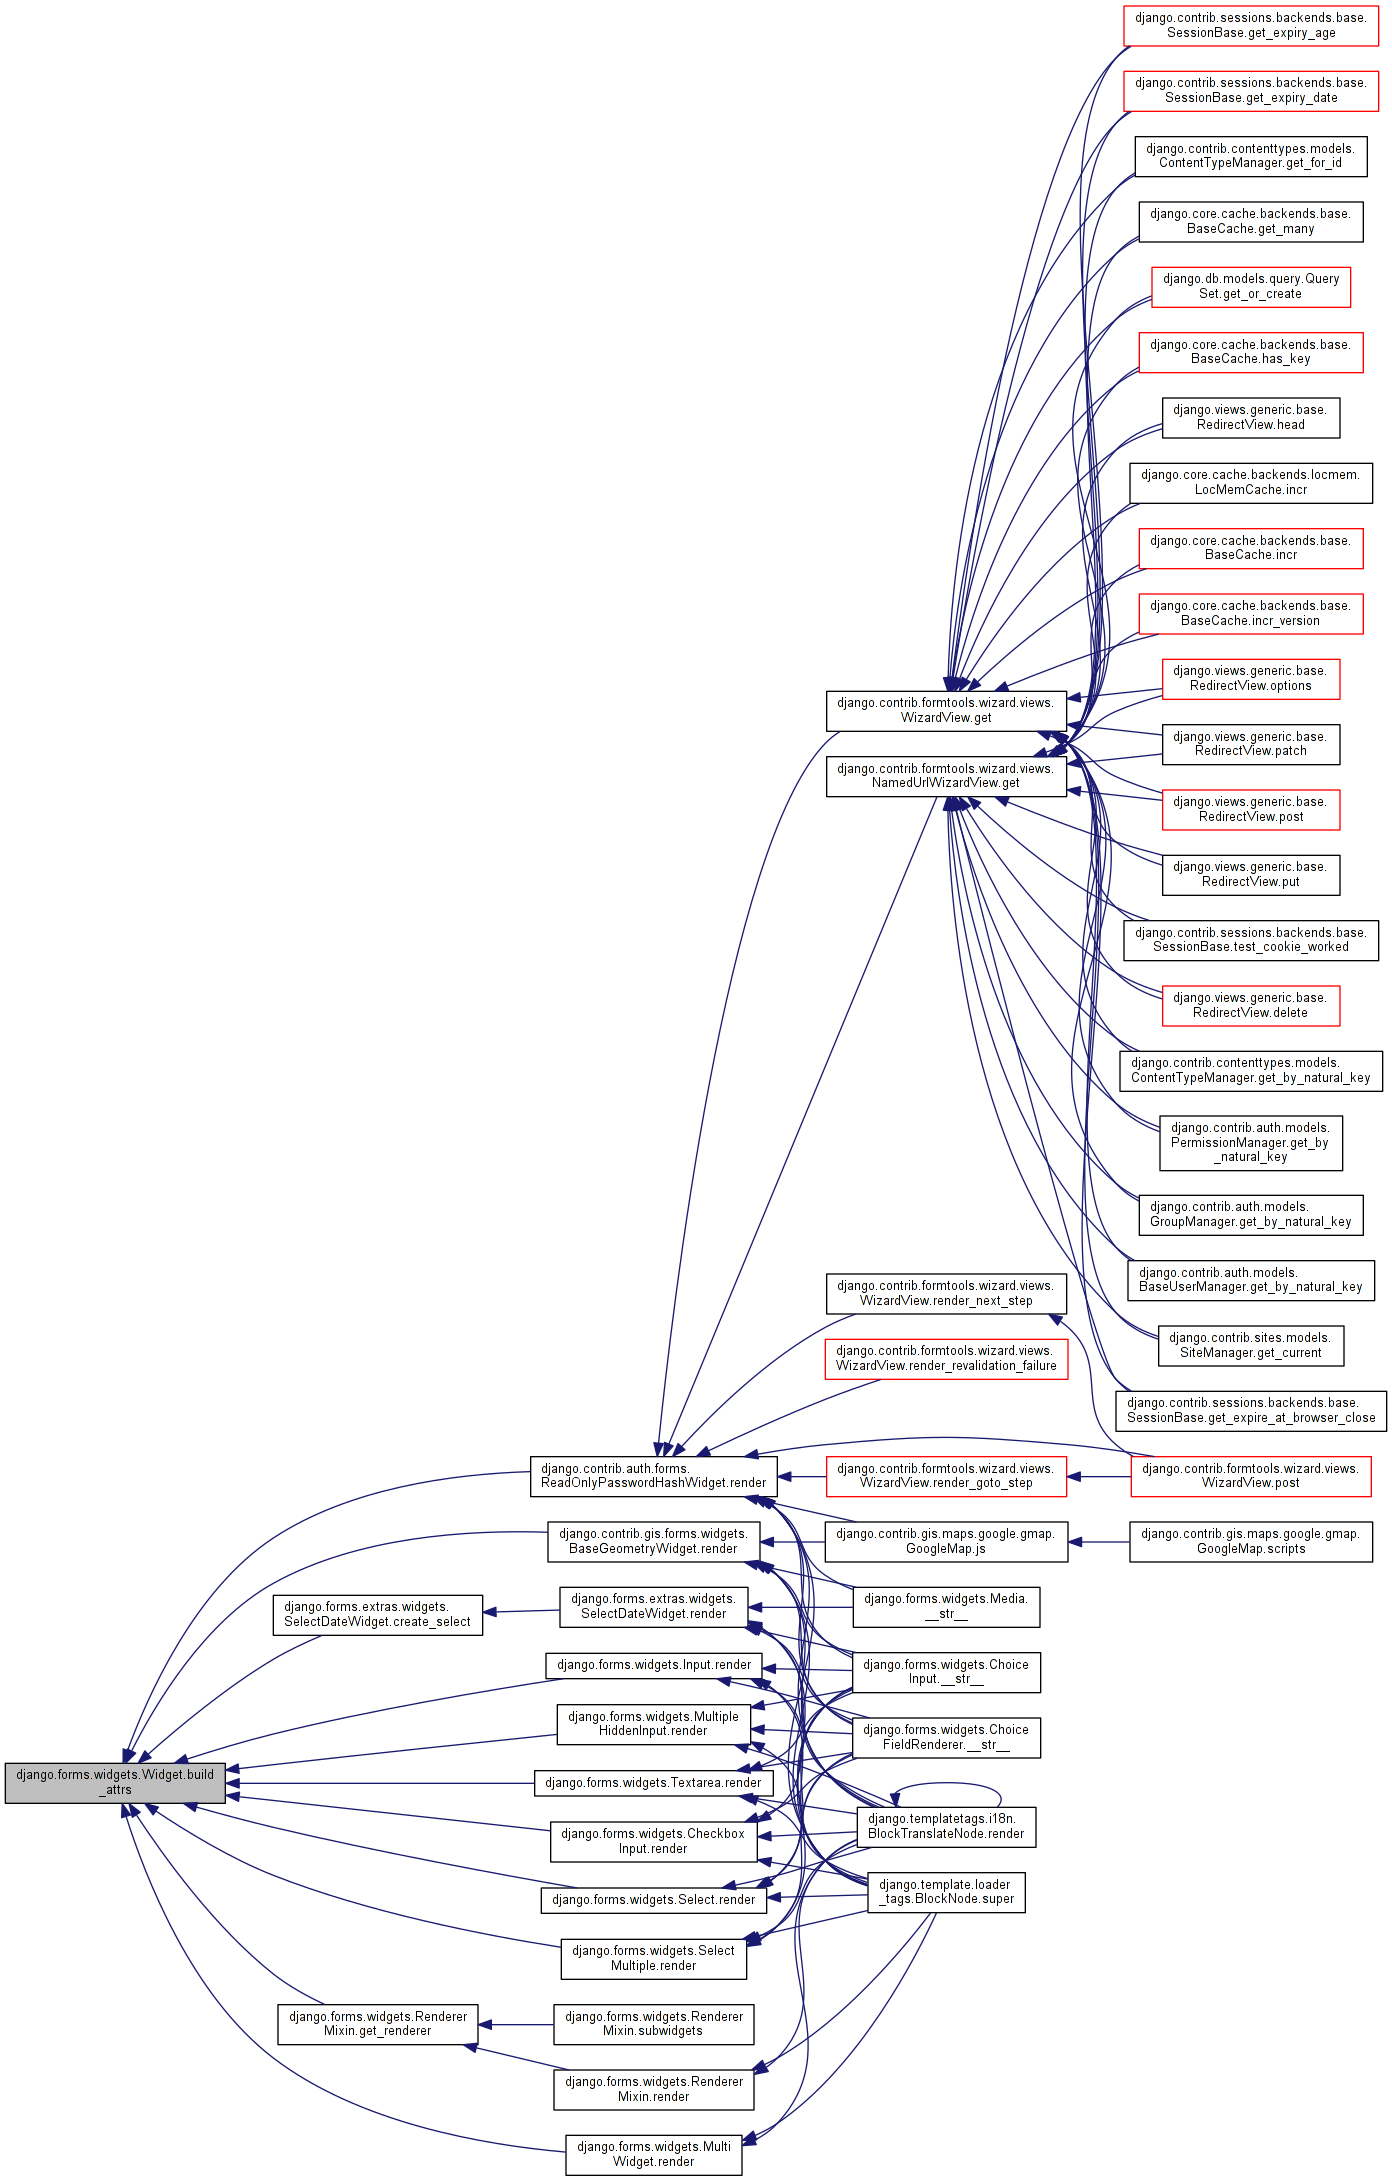 django.contrib.sessions.backends.base.
SessionBase.get_expiry_age
django.contrib.sessions.backends.base.
SessionBase.get_expiry_date
django.contrib.contenttypes.models.
ContentTypeManager.get_for_id
django.core.cache.backends.base.
BaseCache.get_many
django.db.models.query.Query
Set.get_or_create
django.core.cache.backends.base.
BaseCache.has_key
django.views.generic.base.
RedirectView.head
django.core.cache.backends.locmem.
LocMemCache.incr
django.core.cache.backends.base.
BaseCache.incr
django.core.cache.backends.base.
BaseCache.incr_version
django.views.generic.base.
RedirectView.options
django.contrib.formtools.wizard.views.
WizardView.get
django.views.generic.base.
RedirectView.patch
django.contrib.formtools.wizard.views.
NamedUrlWizardView.get
django.views.generic.base.
RedirectView.post
django.views.generic.base.
RedirectView.put
django.contrib.sessions.backends.base.
SessionBase.test_cookie_worked
django.views.generic.base.
RedirectView.delete
django.contrib.contenttypes.models.
ContentTypeManager.get_by_natural_key
django.contrib.auth.models.
PermissionManager.get_by
_natural_key
django.contrib.auth.models.
GroupManager.get_by_natural_key
django.contrib.auth.models.
BaseUserManager.get_by_natural_key
django.contrib.formtools.wizard.views.
WizardView.render_next_step
django.contrib.sites.models.
SiteManager.get_current
django.contrib.formtools.wizard.views.
WizardView.render_revalidation_failure
django.contrib.sessions.backends.base.
SessionBase.get_expire_at_browser_close
django.contrib.auth.forms.
ReadOnlyPasswordHashWidget.render
django.contrib.formtools.wizard.views.
WizardView.render_goto_step
django.contrib.formtools.wizard.views.
WizardView.post
django.contrib.gis.forms.widgets.
BaseGeometryWidget.render
django.contrib.gis.maps.google.gmap.
GoogleMap.js
django.contrib.gis.maps.google.gmap.
GoogleMap.scripts
django.forms.extras.widgets.
SelectDateWidget.create_select
django.forms.extras.widgets.
SelectDateWidget.render
django.forms.widgets.Media.
__str__
django.forms.widgets.Input.render
django.forms.widgets.Choice
Input.__str__
django.forms.widgets.Multiple
HiddenInput.render
django.forms.widgets.Choice
FieldRenderer.__str__
django.forms.widgets.Widget.build
_attrs
django.forms.widgets.Textarea.render
django.templatetags.i18n.
BlockTranslateNode.render
django.forms.widgets.Checkbox
Input.render
django.forms.widgets.Select.render
django.template.loader
_tags.BlockNode.super
django.forms.widgets.Select
Multiple.render
django.forms.widgets.Renderer
Mixin.get_renderer
django.forms.widgets.Renderer
Mixin.subwidgets
django.forms.widgets.Renderer
Mixin.render
django.forms.widgets.Multi
Widget.render